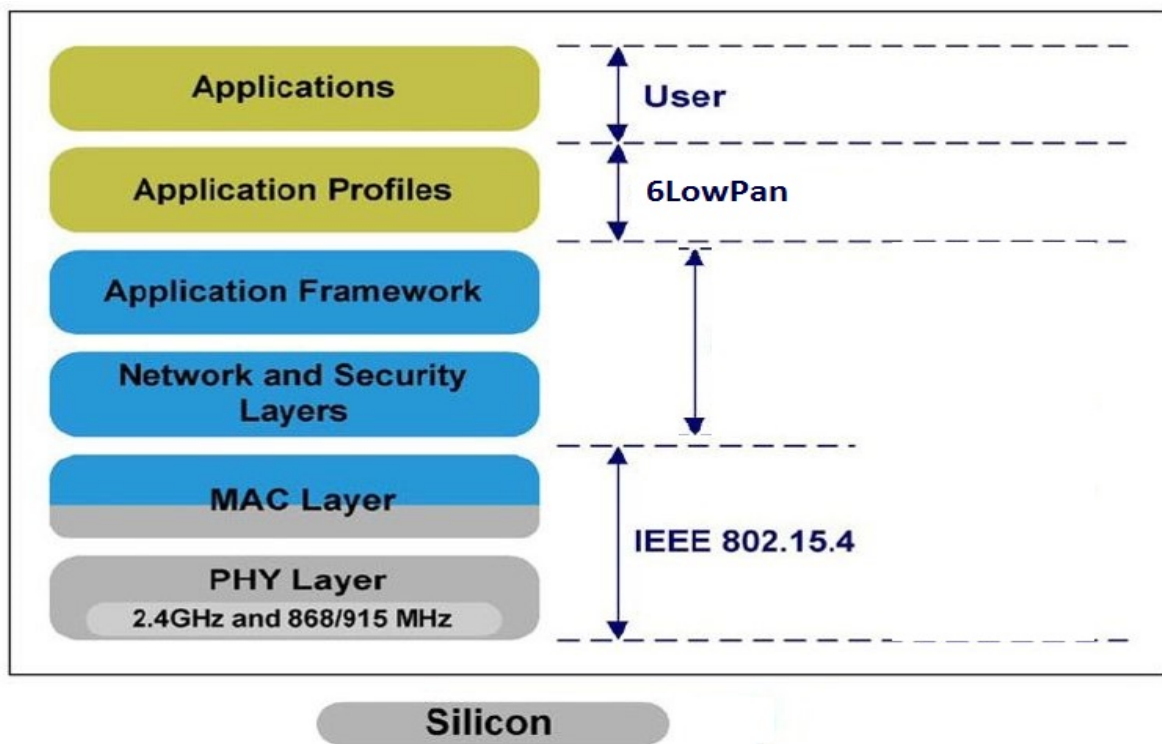 Applications
User
Application Profiles
6LowPan
Application Framework
Network and Security
Layers
MAC Layer
IEEE 802.15.4
PHY Layer
2.4GHz and 868/915 MHz
Silicon